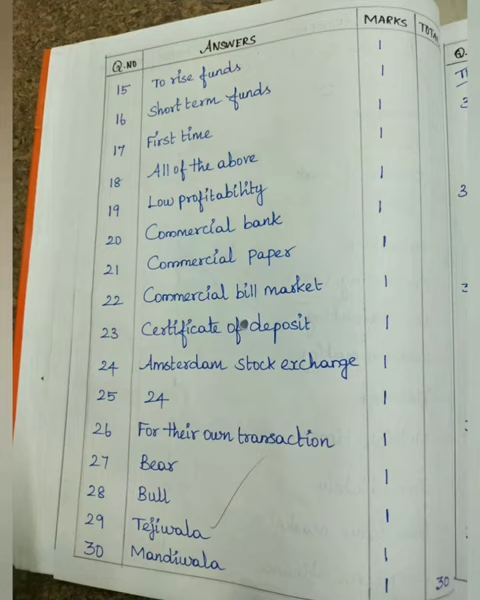 Q.NO ANSWERS MARKS TOTA
15 To rise funds 1
16 Short term funds 1
17 First time 1
18 All of the above 1
19 Low profitability 1
20 Commercial bank 1
21 Commercial Paper 1
22 Commercial bill market 1
23 Certificate of deposit 1
24 Amsterdam stock exchange 1
25 24 1
26 For their own transaction 1
27 Bear 1
28 Bull 1
29 Tejiwala 1
30 Mandiwala 1
30
Q.